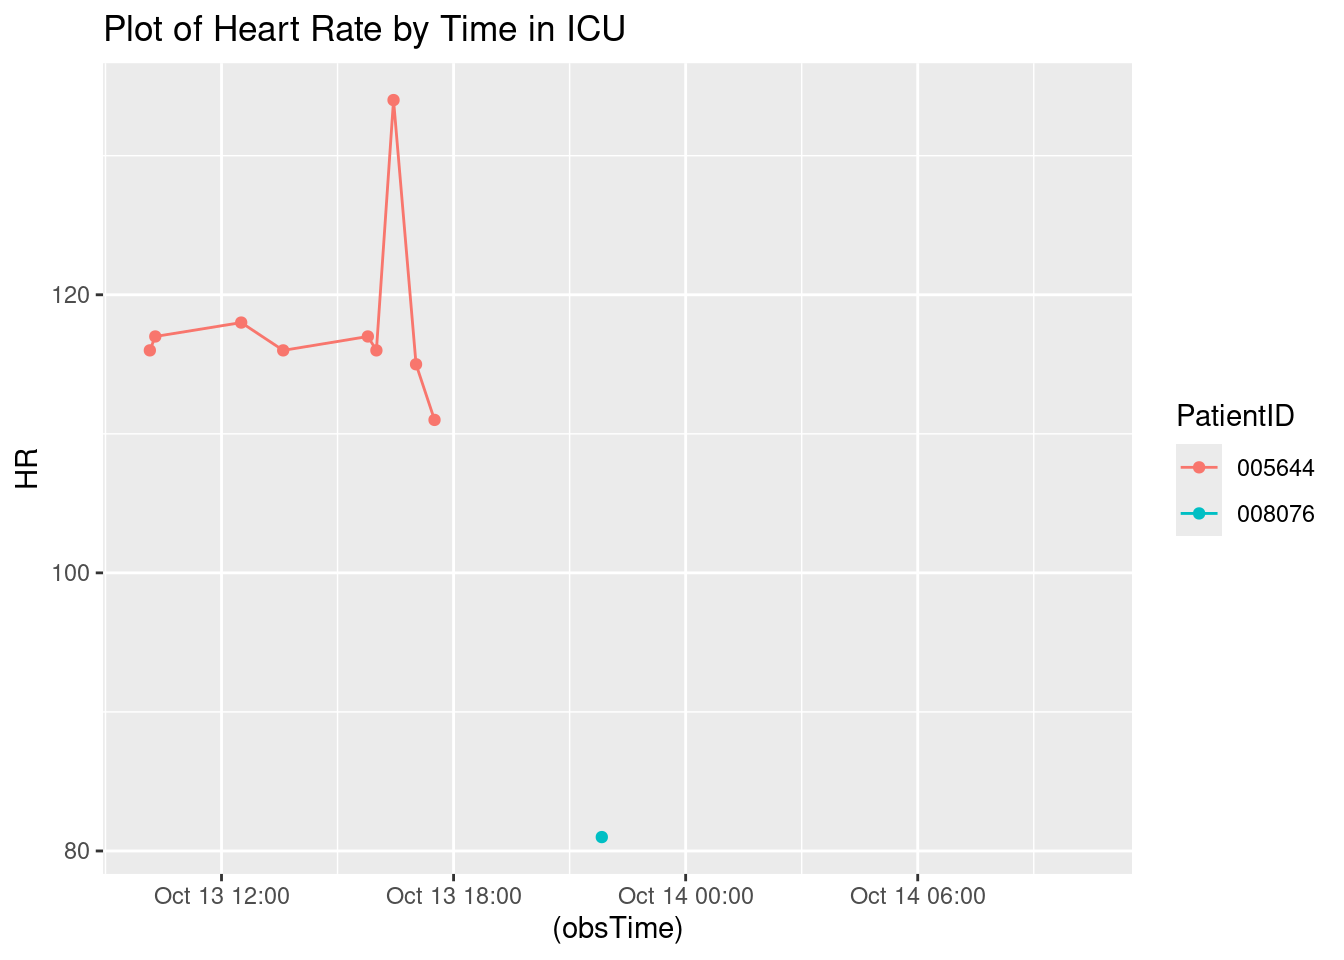 Plot of Heart Rate by Time in ICU
120
100
80
HR
Oct 13 12:00
Oct 13 18:00
Oct 14 00:00
Oct 14 06:00
(obsTime)
PatientID
005644
008076